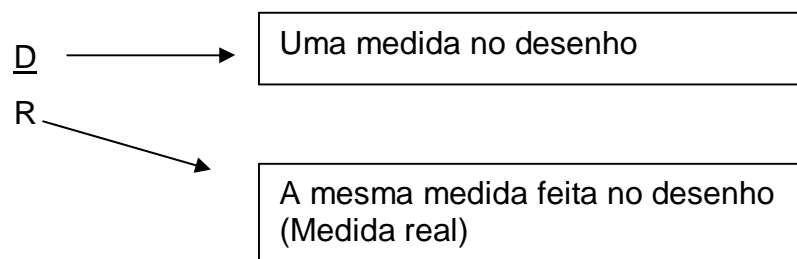 D
Uma medida no desenho
R
A mesma medida feita no desenho
(Medida real)